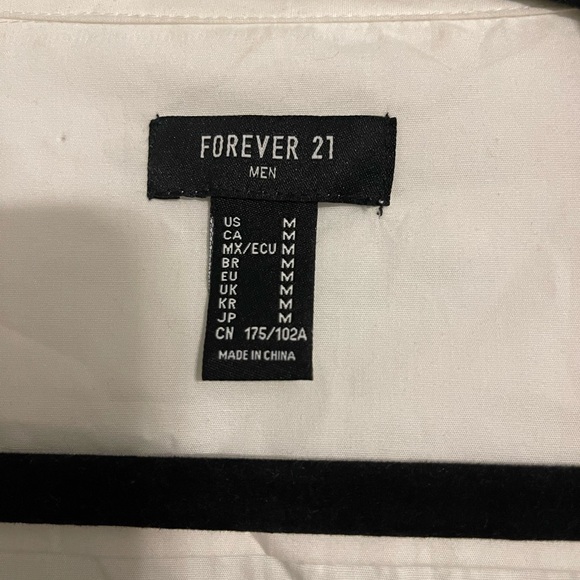 FOREVER 21
MEN
US M
CA M
MX/ECU M
BR M
EU M
UK M
KR M
JP M
CN 175/102A
MADE IN CHINA